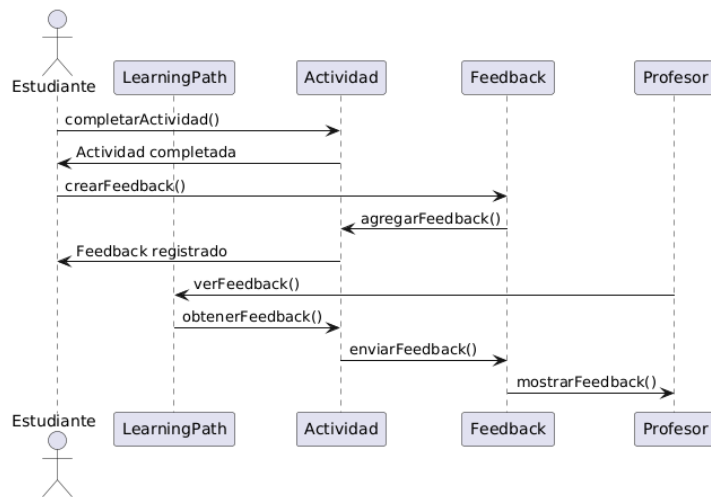 Estudiante
LearningPath
Actividad
Feedback
Profesor
completarActividad()
Actividad completada
crearFeedback()
agregarFeedback()
Feedback registrado
verFeedback()
obtenerFeedback()
enviarFeedback()
mostrarFeedback()
Estudiante
LearningPath
Actividad
Feedback
Profesor